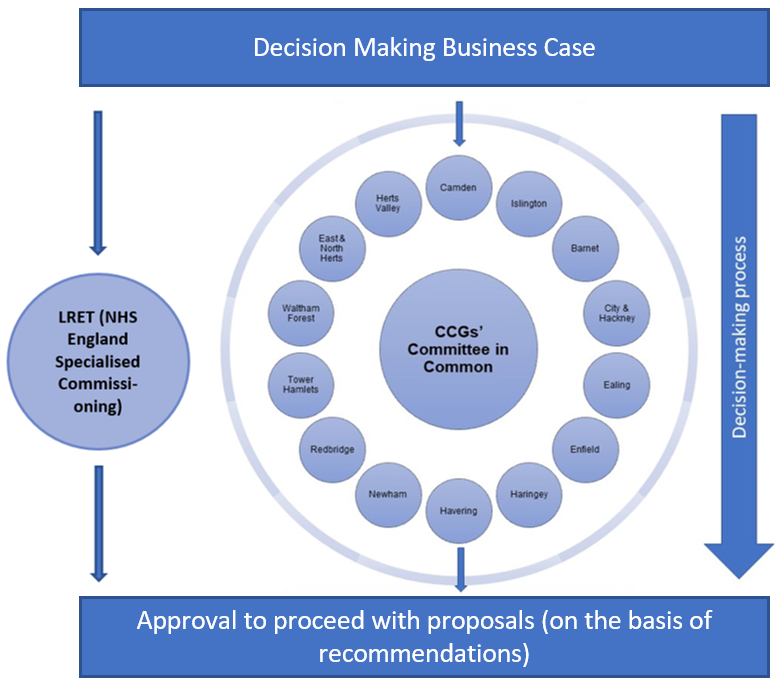 Decision Making Business Case
Camden
Islington
Barnet
City &
Hackney
Ealing
Enfield
Haringey
Havering
Newham
Redbridge
Tower
Hamlets
Waltham
Forest
East &
North
Herts
Herts
Valley
CCGs'
Committee in
Common
LRET (NHS
England
Specialised
Commissi-
oning)
Decision-making process
Approval to proceed with proposals (on the basis of
recommendations)